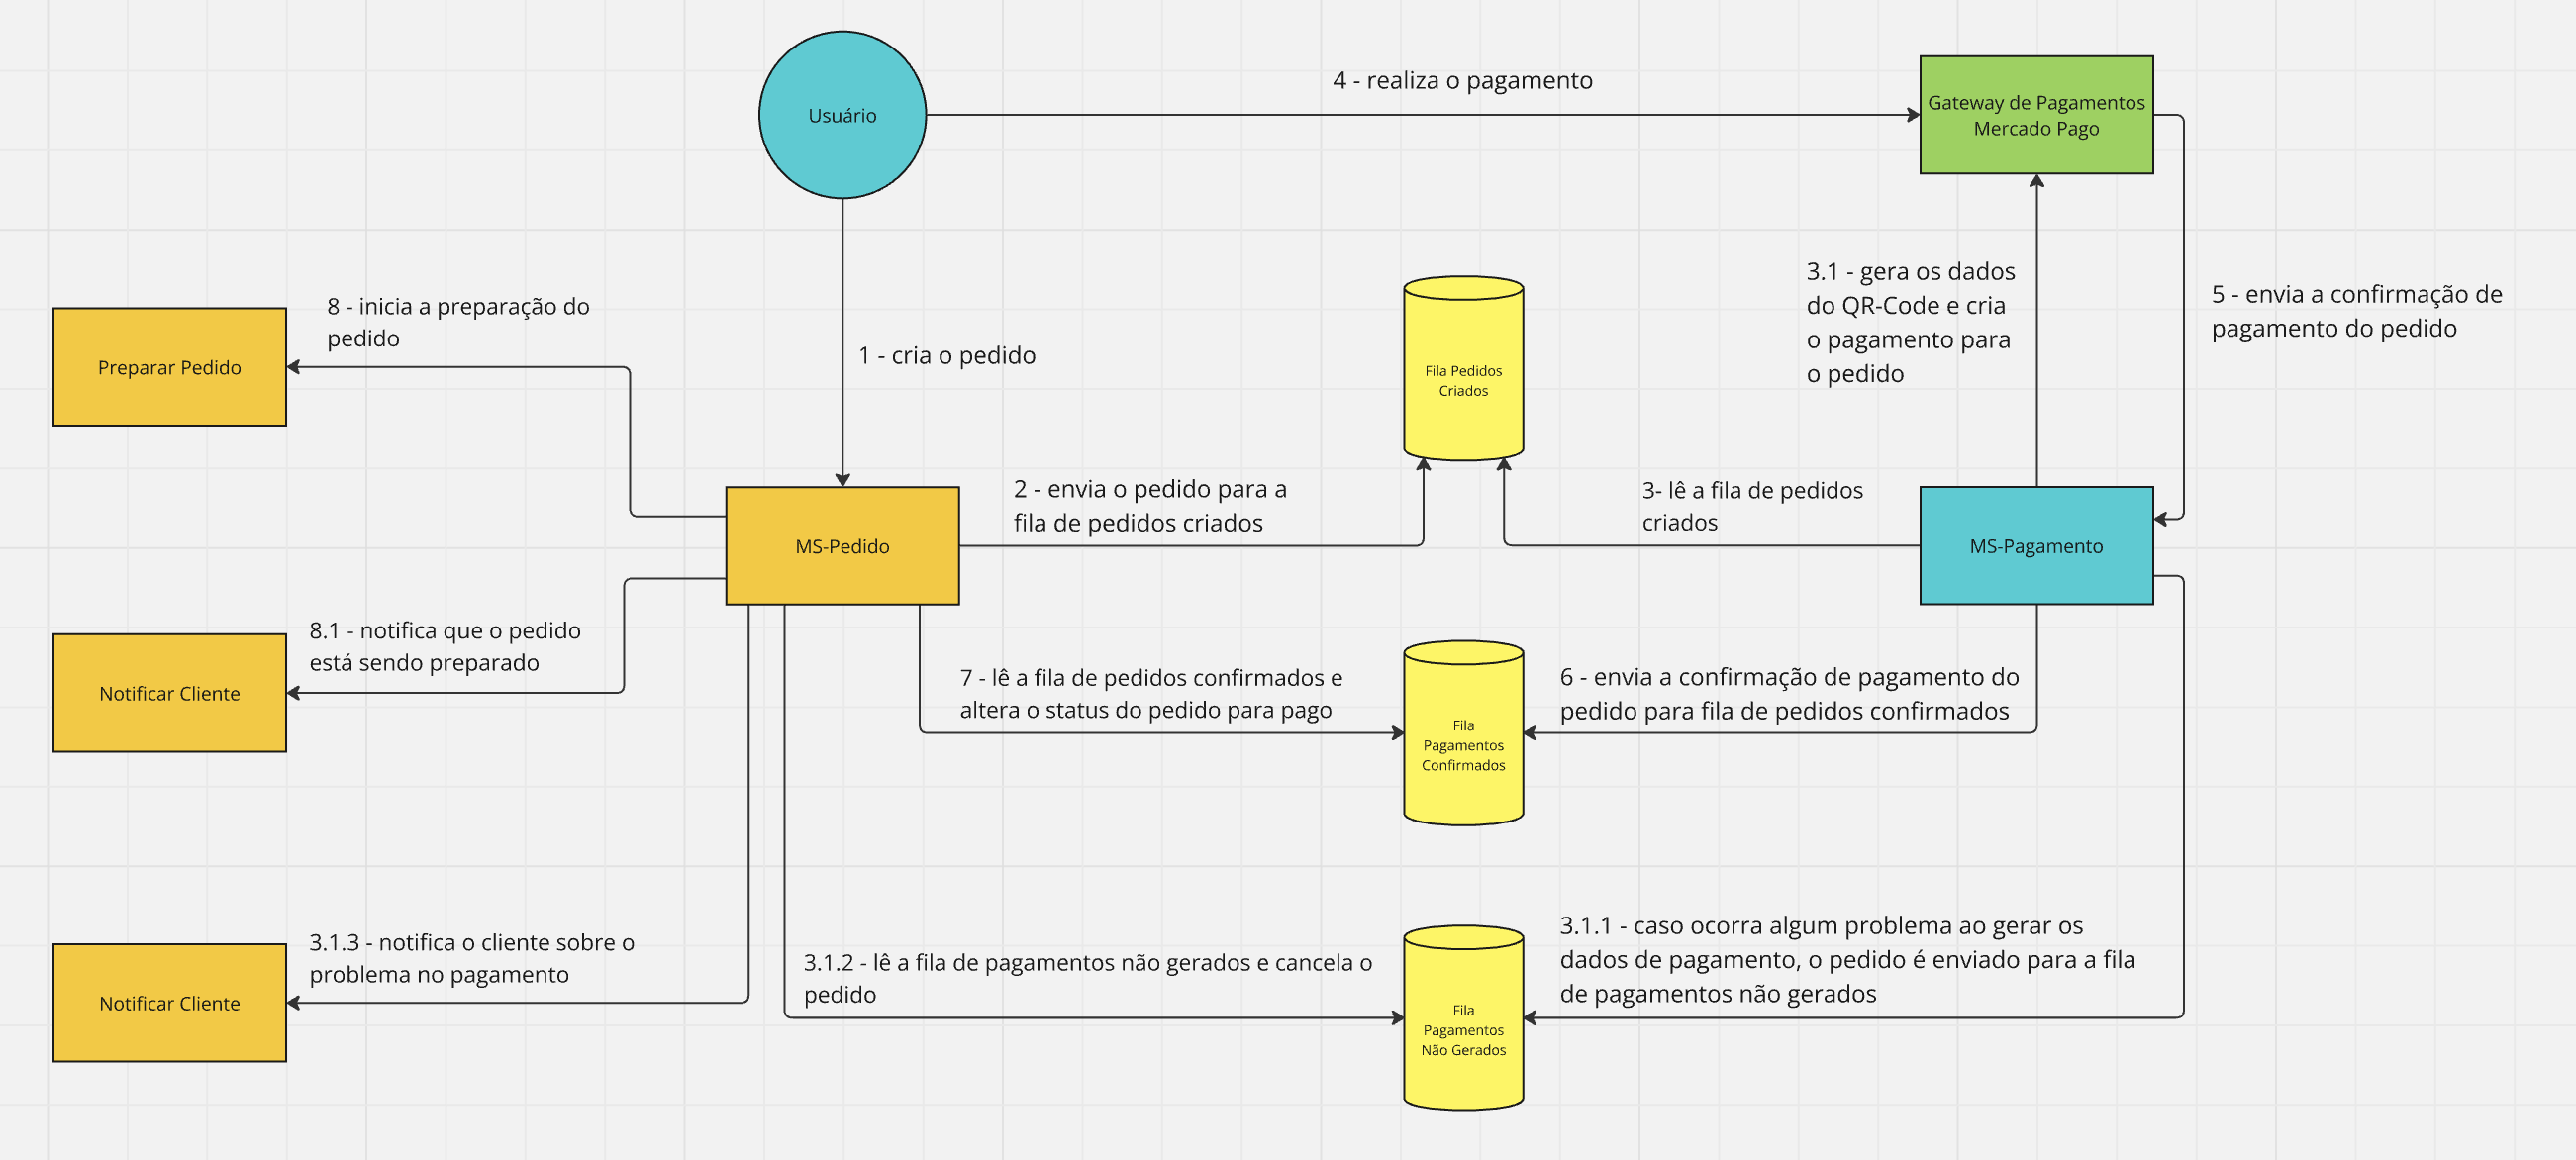 Usuário
4 - realiza o pagamento
Gateway de Pagamentos
Mercado Pago
3.1 - gera os dados
do QR-Code e cria
o pagamento para
o pedido
5 - envia a confirmação de
pagamento do pedido
8 - inicia a preparação do
pedido
Preparar Pedido
1 - cria o pedido
Fila Pedidos
Criados
2 - envia o pedido para a
fila de pedidos criados
3- lê a fila de pedidos
criados
MS-Pedido
MS-Pagamento
8.1 - notifica que o pedido
está sendo preparado
Notificar Cliente
7 - lê a fila de pedidos confirmados e
altera o status do pedido para pago
6 - envia a confirmação de pagamento do
pedido para fila de pedidos confirmados
Fila
Pagamentos
Confirmados
3.1.3 - notifica o cliente sobre o
problema no pagamento
Notificar Cliente
3.1.2 - lê a fila de pagamentos não gerados e cancela o
pedido
3.1.1 - caso ocorra algum problema ao gerar os
dados de pagamento, o pedido é enviado para a fila
de pagamentos não gerados
Fila
Pagamentos
Não Gerados